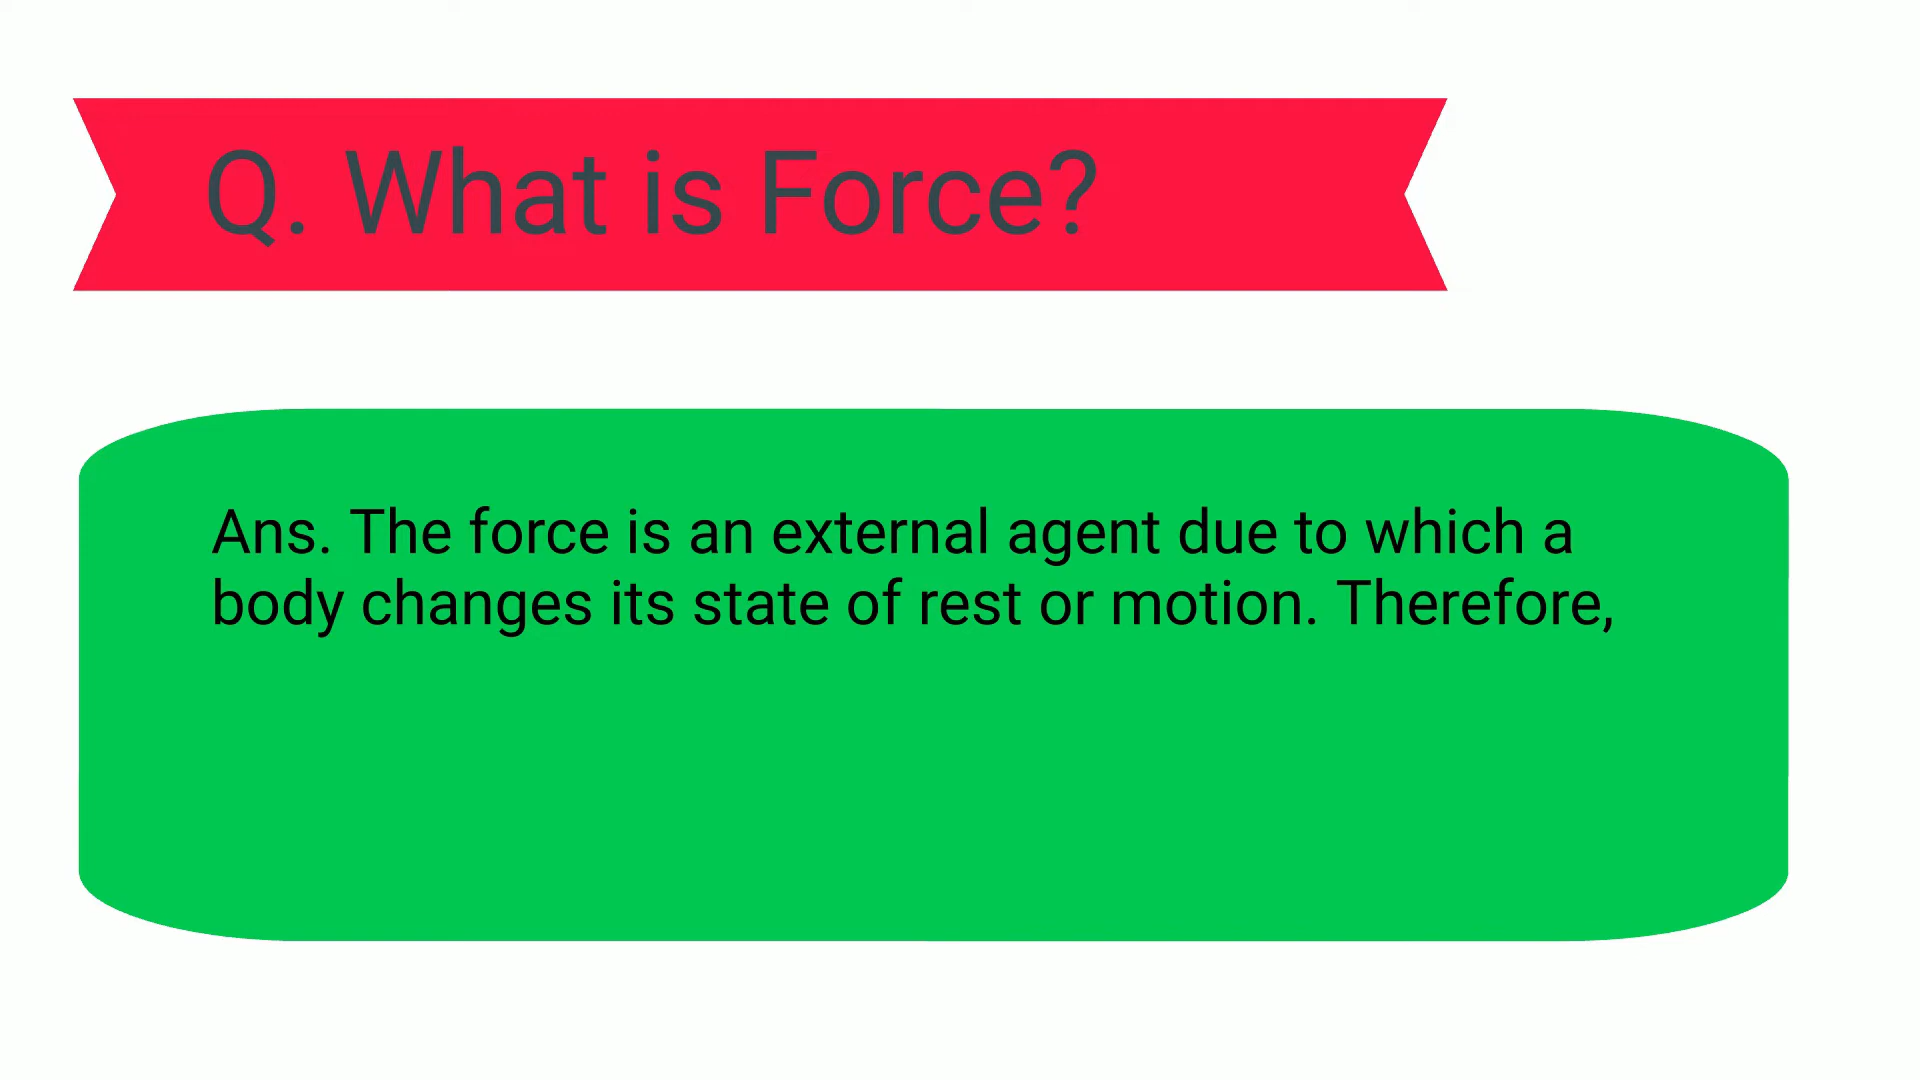 Q. What is Force?
Ans. The force is an external agent due to which a
body changes its state of rest or motion. Therefore,